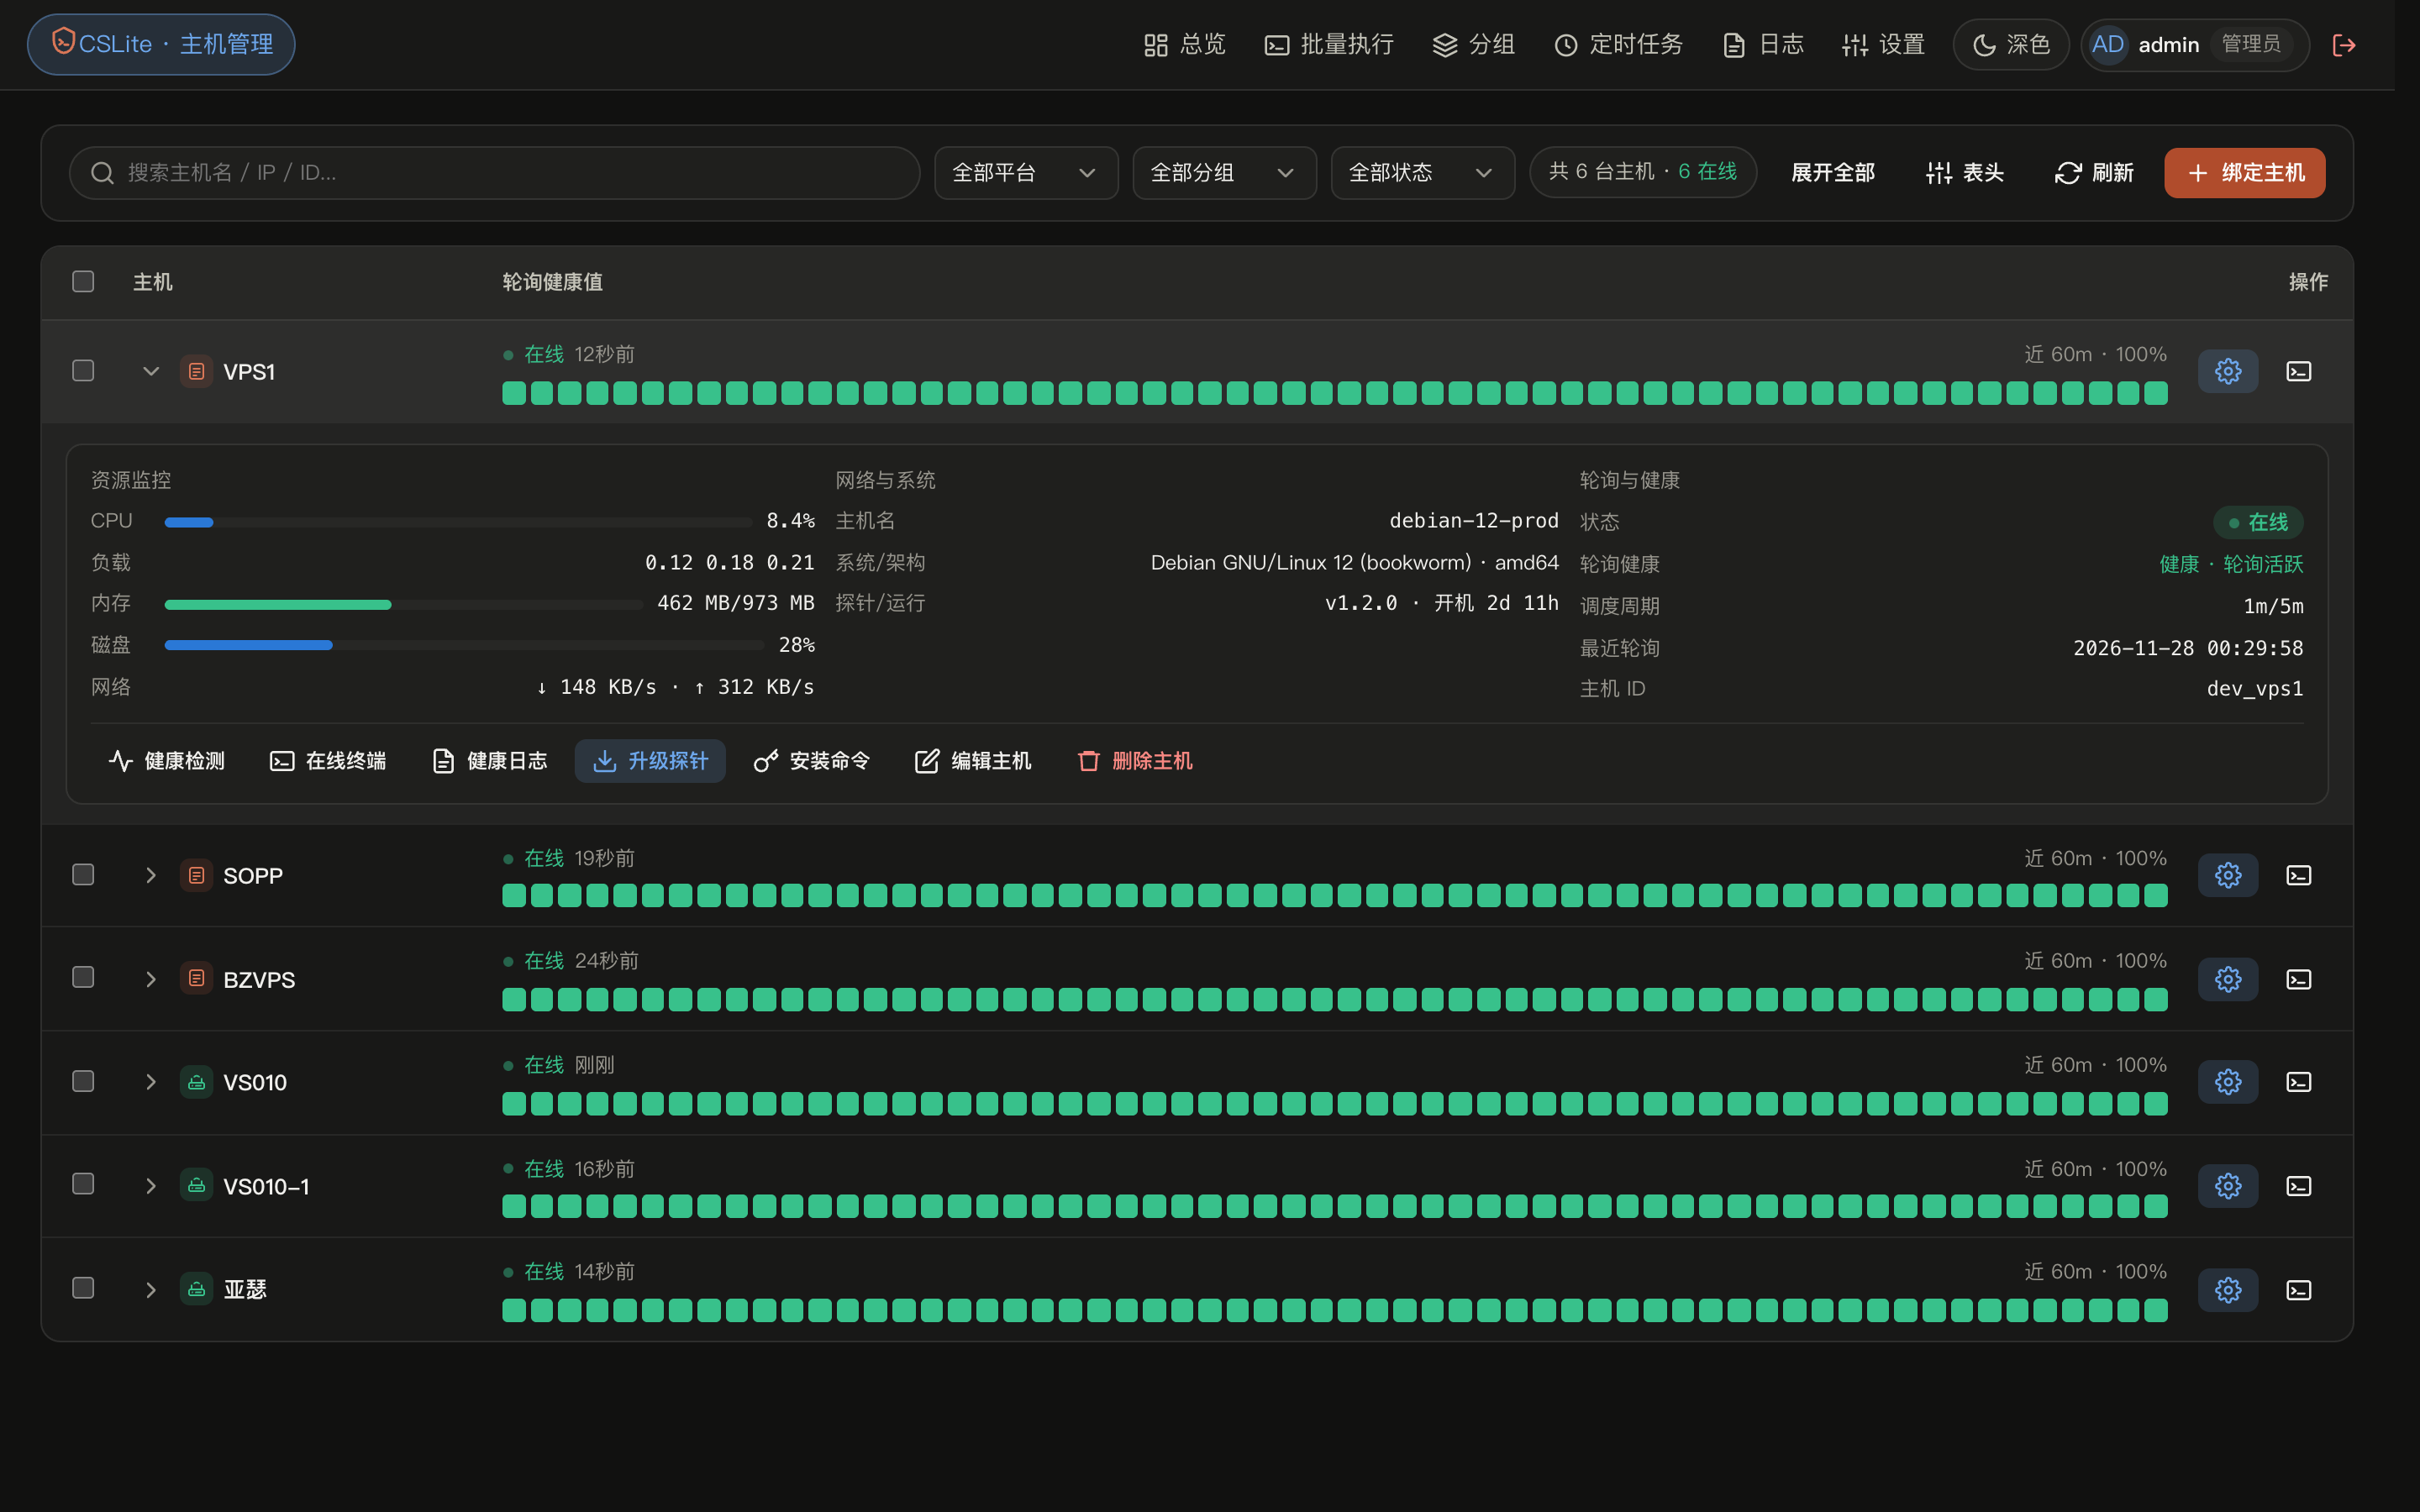 CSLite · 主机管理
总览 批量执行 分组 定时任务 日志 设置 深色 AD admin 管理员
搜索主机名 / IP / ID... 全部平台 全部分组 全部状态 共 6 台主机 · 6 在线 展开全部 表头 刷新 绑定主机
主机 轮询健康值 操作
VPS1 在线 12秒前 近 60m · 100%
资源监控
CPU 8.4%
负载 0.12 0.18 0.21
内存 462 MB/973 MB
磁盘 28%
网络 ↓ 148 KB/s · ↑ 312 KB/s
网络与系统
主机名 debian-12-prod
系统/架构 Debian GNU/Linux 12 (bookworm) · amd64
探针/运行 v1.2.0 · 开机 2d 11h
轮询与健康
状态 在线
轮询健康 健康 · 轮询活跃
调度周期 1m/5m
最近轮询 2026-11-28 00:29:58
主机 ID dev_vps1
健康检测 在线终端 健康日志 升级探针 安装命令 编辑主机 删除主机
SOPP 在线 19秒前 近 60m · 100%
BZVPS 在线 24秒前 近 60m · 100%
VS010 在线 刚刚 近 60m · 100%
VS010-1 在线 16秒前 近 60m · 100%
亚瑟 在线 14秒前 近 60m · 100%